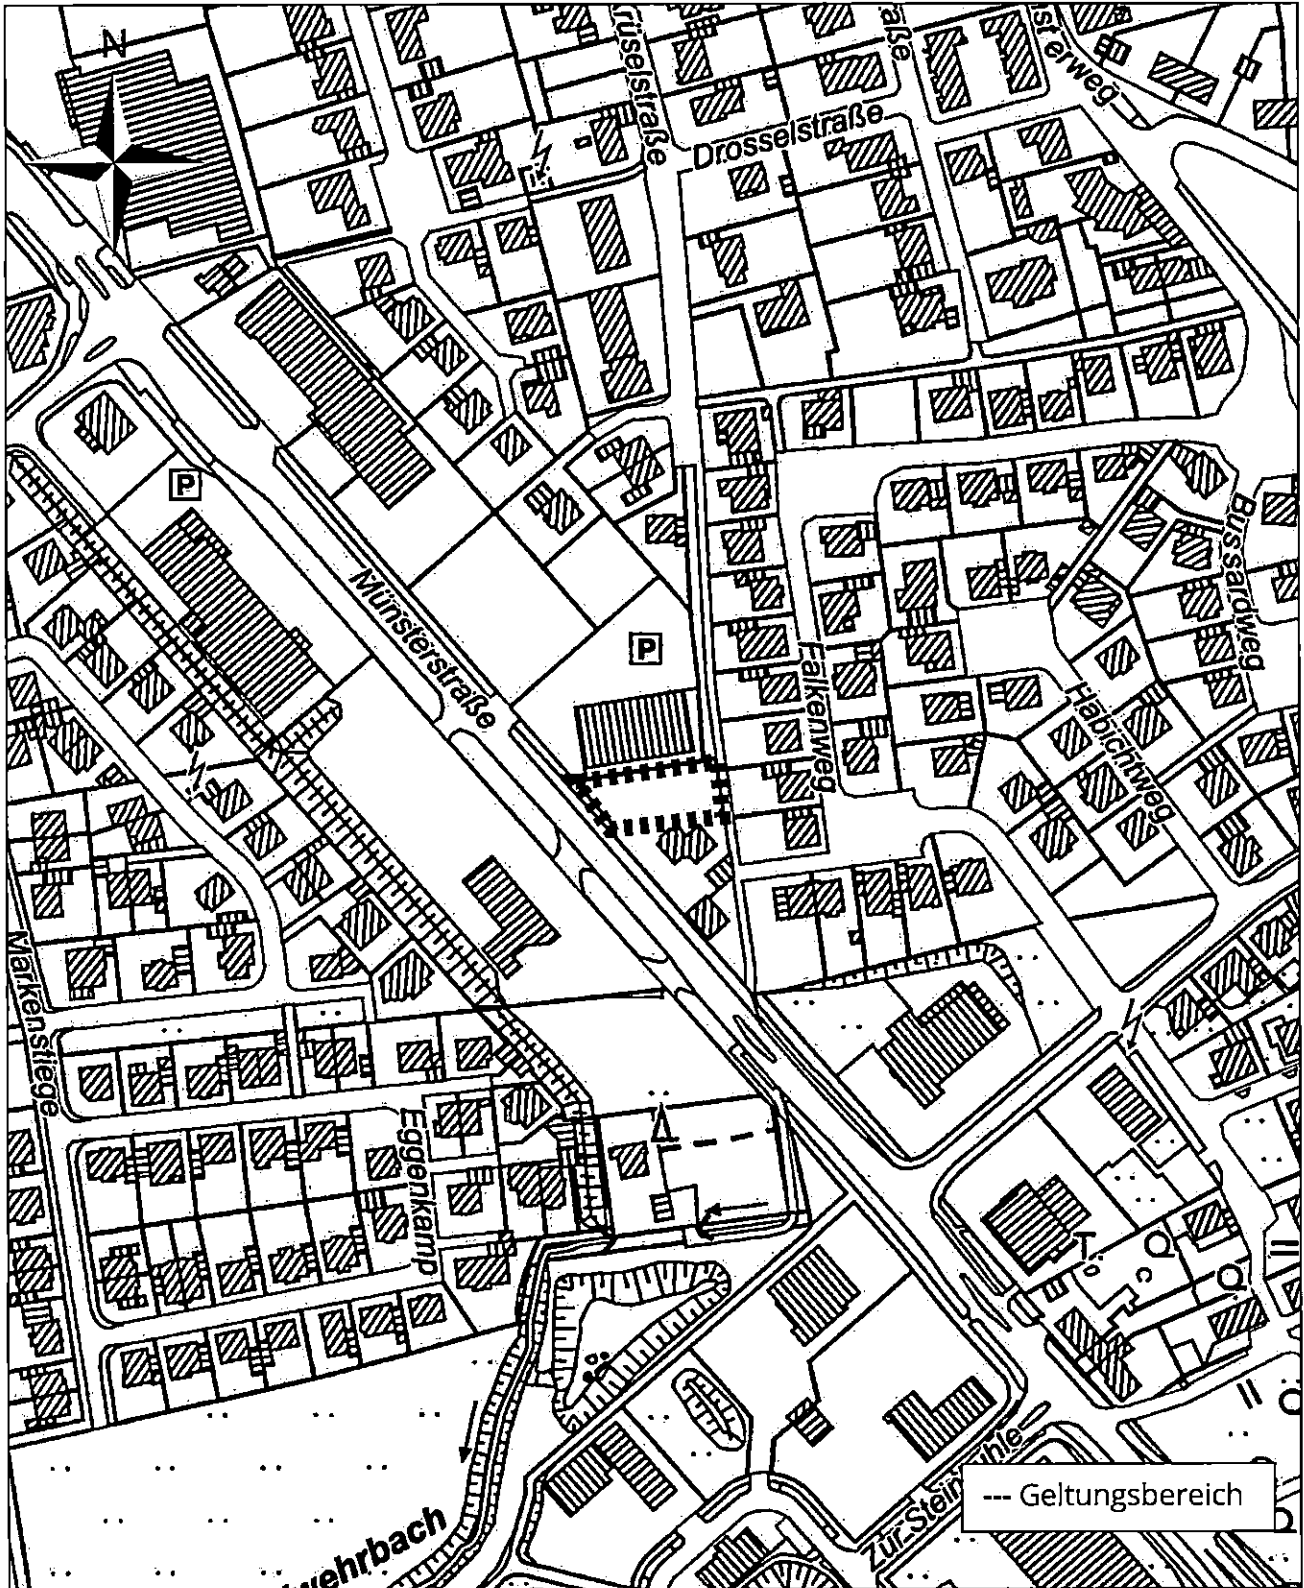 N
Drosselstraße
P
Münsterstraße
P
Bussardweg
Falkenweg
Habichtweg
Markenstiege
Eggenkamp
--- Geltungsbereich